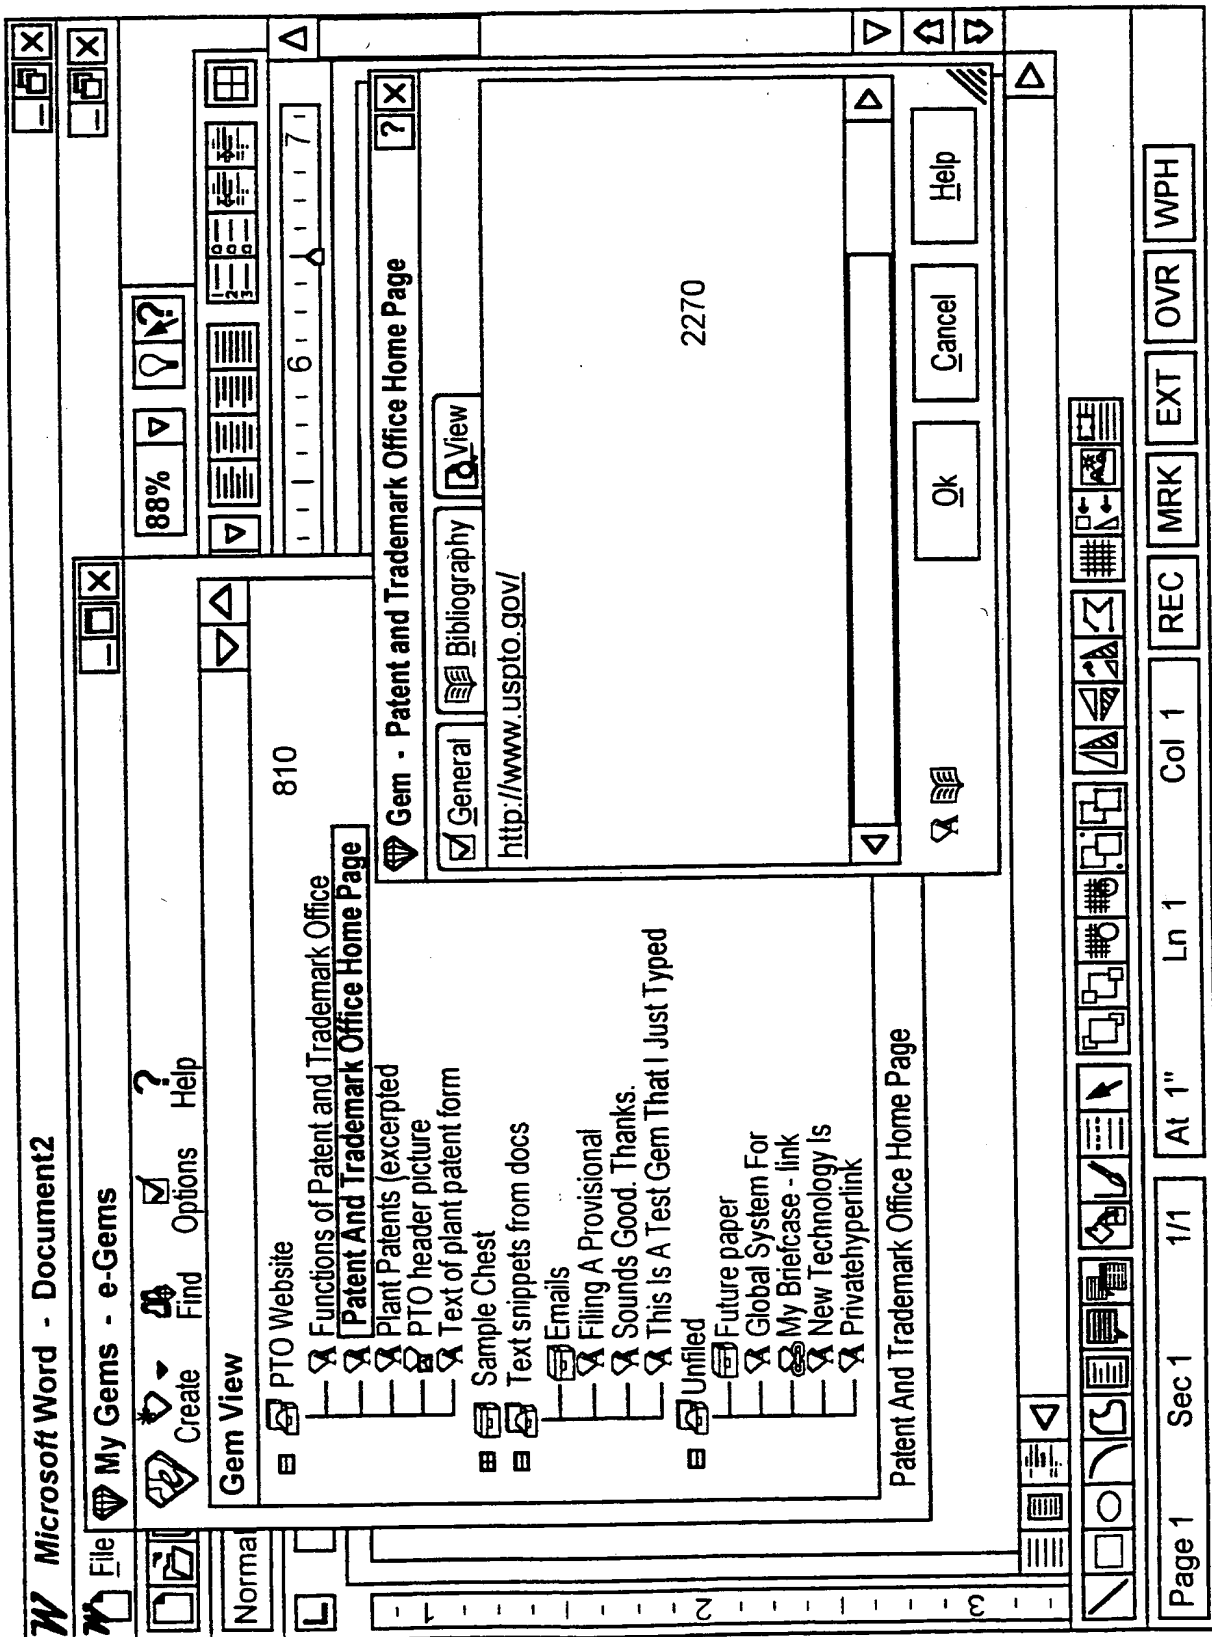 W Microsoft Word - Document2
File
My Gems - e-Gems
Create
Find
Options
Help
88%
Normal
Gem View
L
6
7
PTO Website
810
Functions of Patent and Trademark Office
Patent And Trademark Office Home Page
Plant Patents (excerpted
PTO header picture
Text of plant patent form
Sample Chest
Text snippets from docs
Emails
Filing A Provisional
Sounds Good. Thanks.
This Is A Test Gem That I Just Typed
Unfiled
Future paper
Global System For
My Briefcase - link
New Technology Is
Privatehyperlink
Patent And Trademark Office Home Page
Gem - Patent and Trademark Office Home Page
General
Bibliography
View
http://www.uspto.gov/
2270
Ok
Cancel
Help
1
2
3
Page 1 Sec 1 1/1 At 1" Ln 1 Col 1 REC MRK EXT OVR WPH